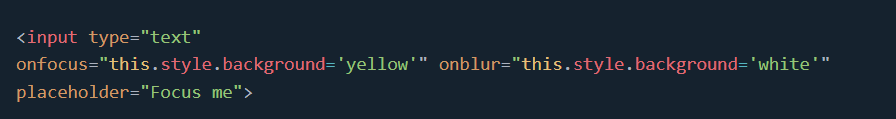 <input type="text"
onfocus="this.style.background='yellow'" onblur="this.style.background='white'"
placeholder="Focus me">